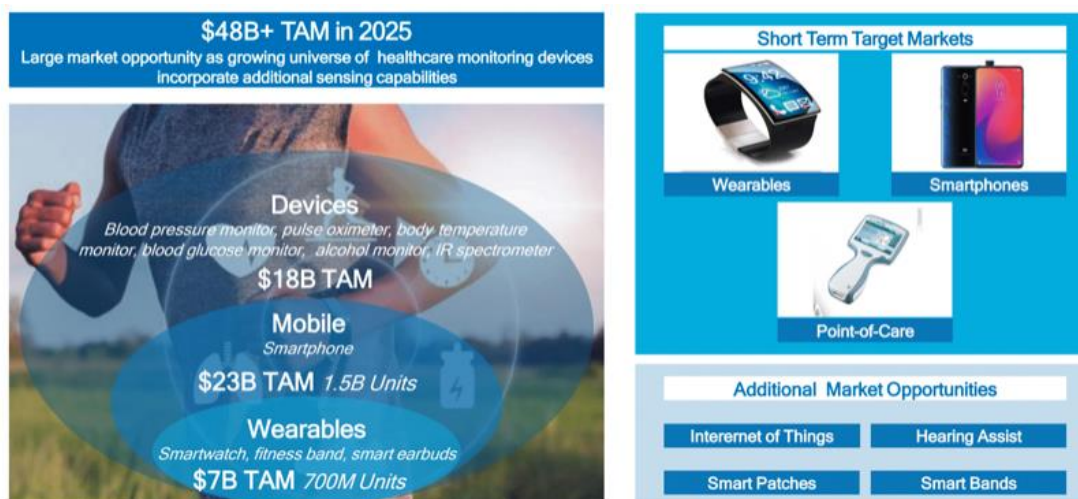 $48B+ TAM in 2025
Large market opportunity as growing universe of healthcare monitoring devices
incorporate additional sensing capabilities
Devices
Blood pressure monitor, pulse oximeter, body temperature
monitor, blood glucose monitor, alcohol monitor, IR spectrometer
$18B TAM
Mobile
Smartphone
$23B TAM 1.5B Units
Wearables
Smartwatch, fitness band, smart earbuds
$7B TAM 700M Units
Short Term Target Markets
9:42
Wearables
Smartphones
Point-of-Care
Additional Market Opportunities
Interernet of Things
Hearing Assist
Smart Patches
Smart Bands